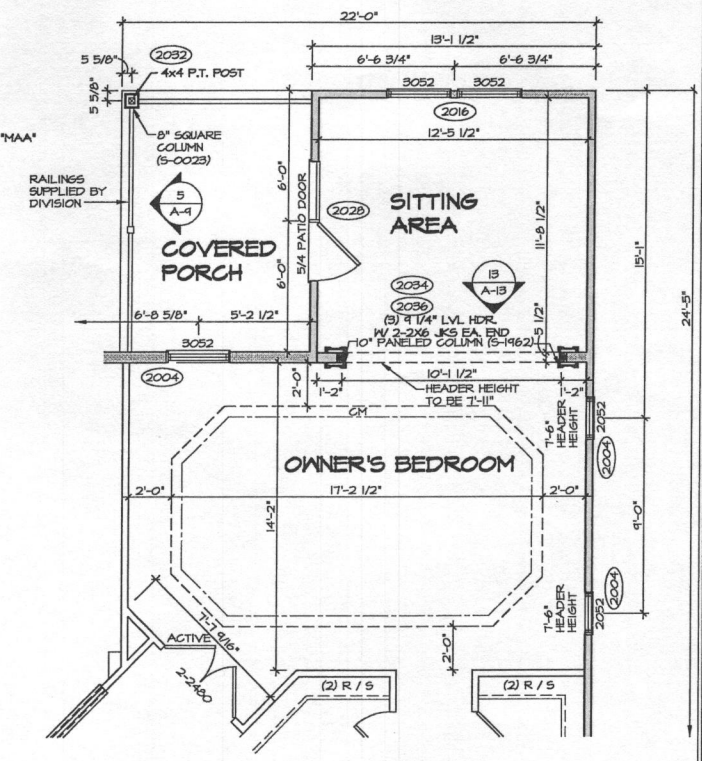 22'-0"
13'-1 1/2"
5 5/8"
2032
6'-6 3/4"
6'-6 3/4"
4x4 P.T. POST
3052
3052
5 5/8"
2016
"MAA"
8" SQUARE
COLUMN
(S-0023)
12'-5 1/2"
RAILINGS
SUPPLIED BY
DIVISION
5
A-9
6'-0"
5/4 PATIO DOOR
2028
SITTING
AREA
11'-8 1/2"
15'-1"
COVERED
PORCH
6'-0"
2034
13
A-13
24'-5"
2036
6'-8 5/8"
5'-2 1/2"
(3) 9 1/4" LVL HDR
W/ 2-2X6 JKS EA. END
5 1/2"
3052
10" PANELED COLUMN (S-1962)
2004
2'-0"
10'-1 1/2"
1'-2"
HEADER HEIGHT
TO BE 7'-11"
1'-2"
CM
7'-6"
HEADER
HEIGHT
2052
2004
OWNER'S BEDROOM
2'-0"
17'-2 1/2"
2'-0"
14'-2"
9'-0"
7'-6"
HEADER
HEIGHT
2052
2004
ACTIVE
7'-7 9/16"
2'-0"
2-2480
(2) R / S
(2) R / S